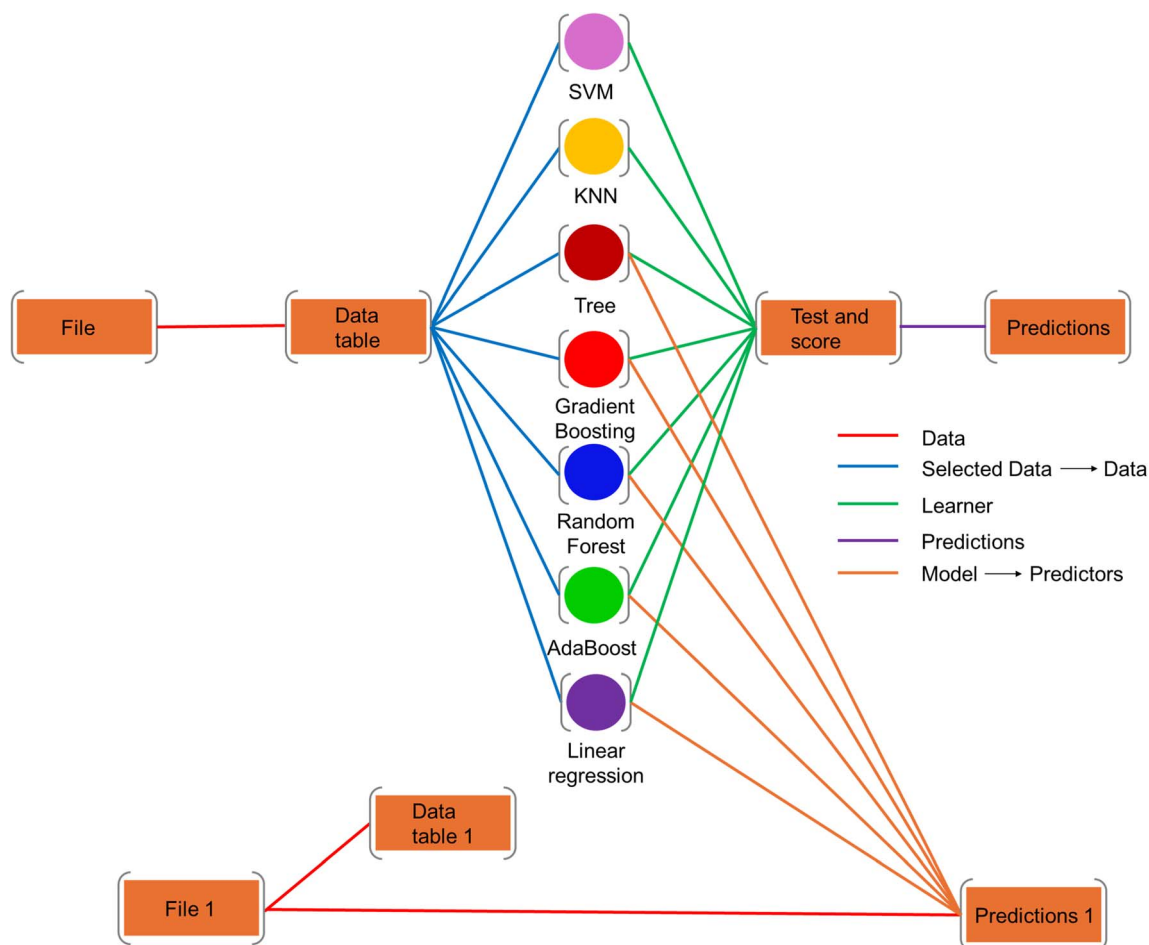 SVM
KNN
Tree
File
Data
table
Test and
score
Predictions
Gradient
Boosting
Data
Selected Data ⟶ Data
Learner
Random
Forest
Predictions
Model ⟶ Predictors
AdaBoost
Linear
regression
Data
table 1
File 1
Predictions 1